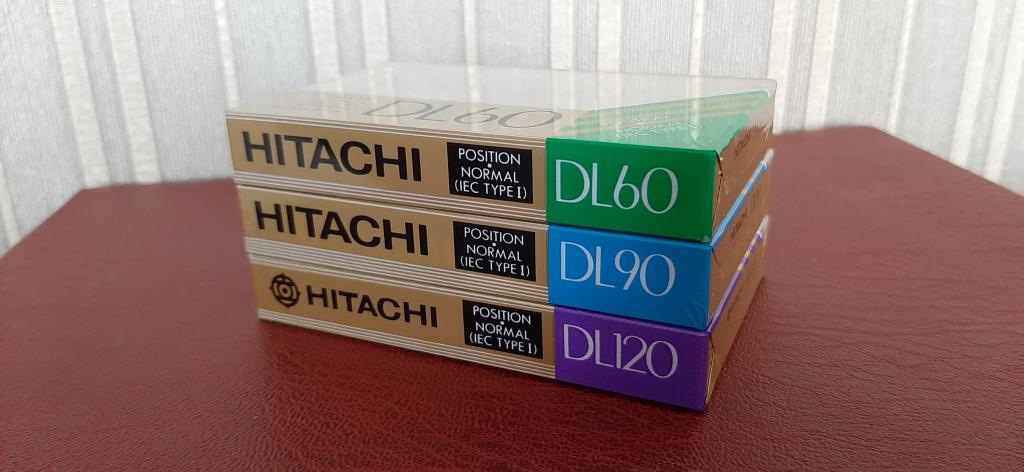 DL60
HITACHI
POSITION
NORMAL
(IEC TYPE I)
DL60
HITACHI
POSITION
NORMAL
(IEC TYPE I)
DL90
HITACHI
POSITION
NORMAL
(IEC TYPE I)
DL120